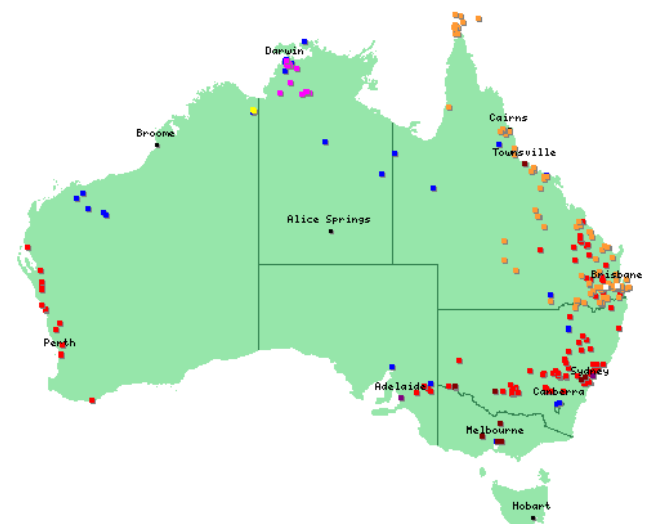 Darwin
Cairns
Broome
Townsville
Alice Springs
Brisbane
Perth
Sydney
Adelaide
Canberra
Melbourne
Hobart